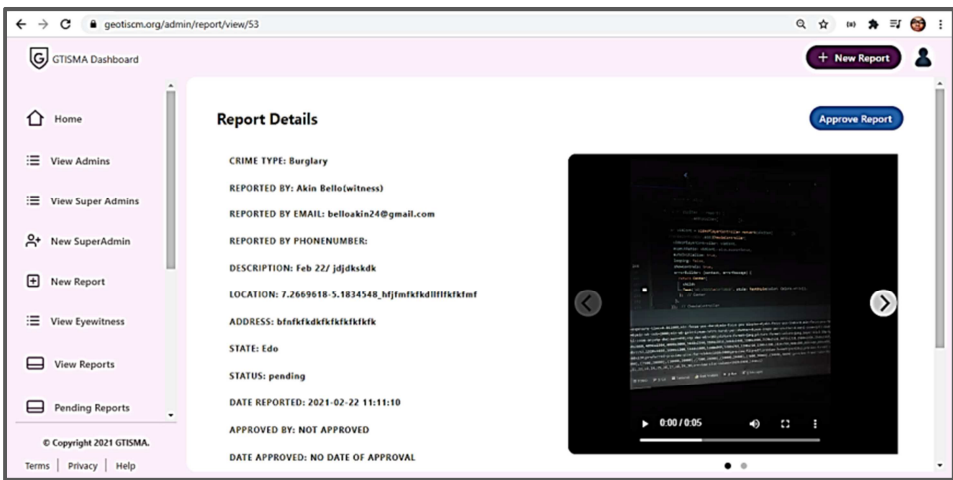 geotiscm.org/admin/report/view/53
GTISMA Dashboard
+ New Report
Home
View Admins
View Super Admins
New SuperAdmin
New Report
View Eyewitness
View Reports
Pending Reports
© Copyright 2021 GTISMA.
Terms | Privacy | Help
Report Details
Approve Report
CRIME TYPE: Burglary
REPORTED BY: Akin Bello(witness)
REPORTED BY EMAIL: belloakin24@gmail.com
REPORTED BY PHONENUMBER:
DESCRIPTION: Feb 22/ jdjdkskdk
LOCATION: 7.2669618-5.1834548_hfjfmfkfkdllflfkfkfmf
ADDRESS: bfnfkfkdkfkfkfkfkfk
STATE: Edo
STATUS: pending
DATE REPORTED: 2021-02-22 11:11:10
APPROVED BY: NOT APPROVED
DATE APPROVED: NO DATE OF APPROVAL
0:00 / 0:05